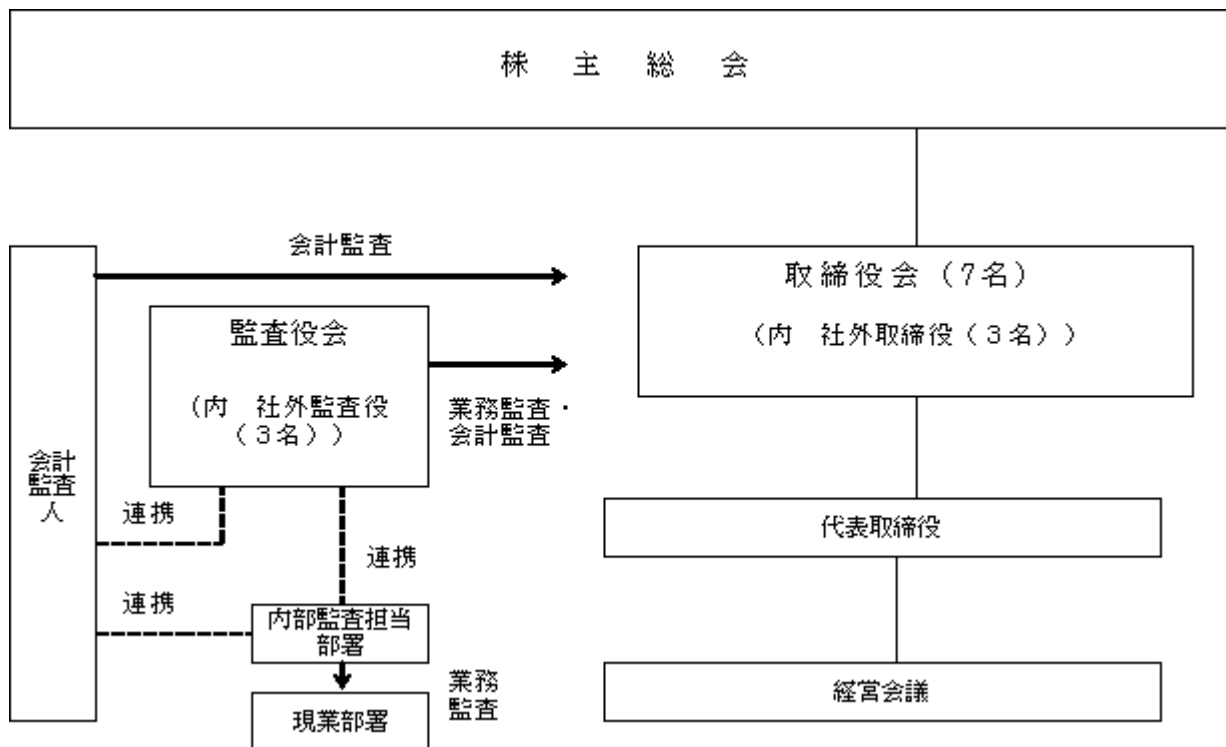 株主総会
会計監査
取締役会（7名）
（内　社外取締役（３名））
監査役会
（内　社外監査役
（３名））
業務監査・
会計監査
会計
監査
人
連携
代表取締役
連携
連携
内部監査担当
部署
業務
監査
経営会議
現業部署